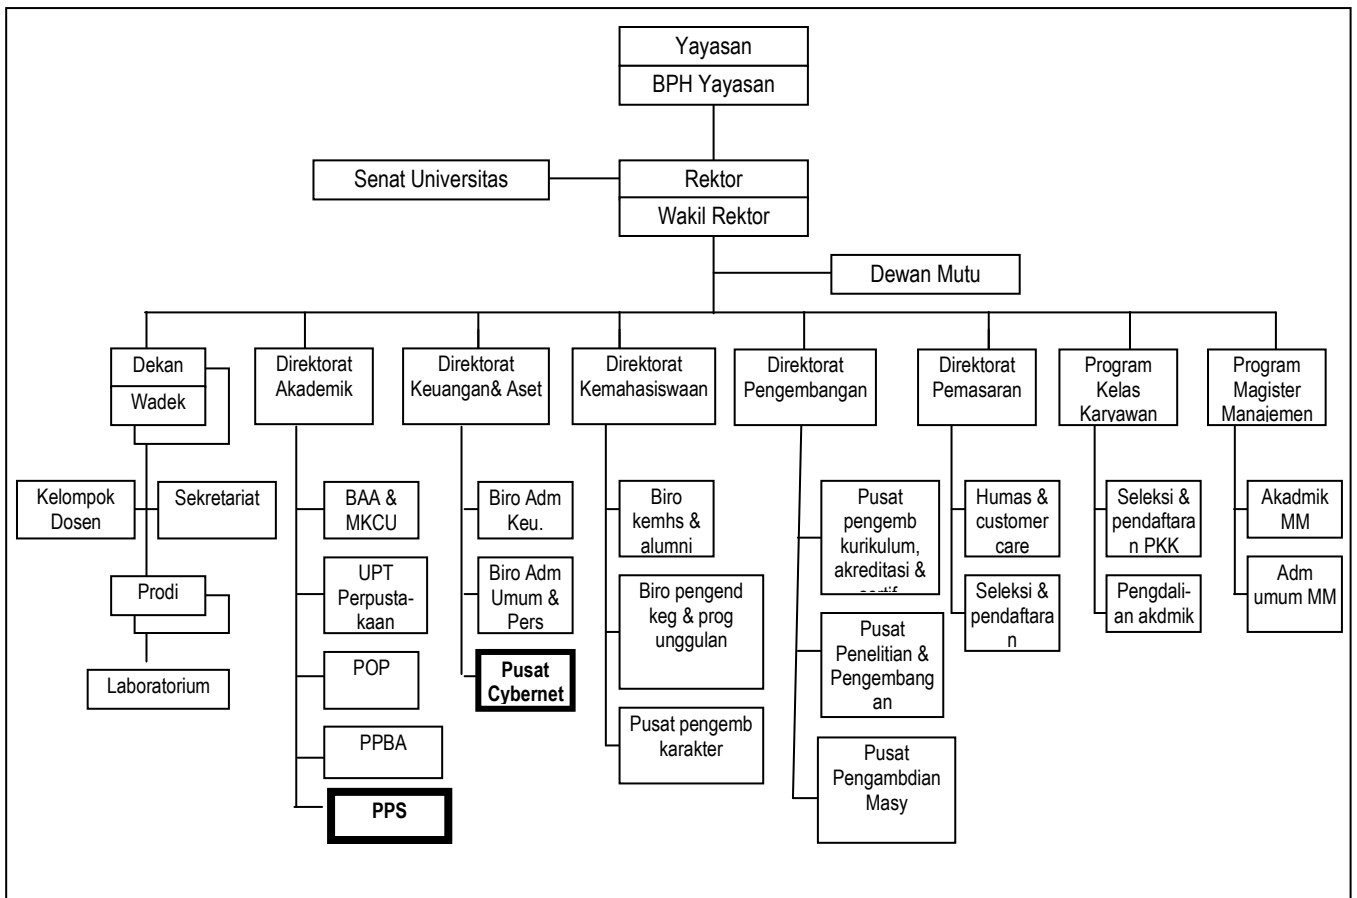 Yayasan
BPH Yayasan
Senat Universitas
Rektor
Wakil Rektor
Dewan Mutu
Dekan
Wadek
Direktorat
Akademik
Direktorat
Keuangan& Aset
Direktorat
Kemahasiswaan
Direktorat
Pengembangan
Direktorat
Pemasaran
Program
Kelas
Karyawan
Program
Magister
Manajemen
Kelompok
Dosen
Sekretariat
Prodi
Laboratorium
BAA &
MKCU
UPT
Perpusta-
kaan
POP
PPBA
PPS
Biro Adm
Keu.
Biro Adm
Umum &
Pers
Pusat
Cybernet
Biro
kemhs &
alumni
Biro pengend
keg & prog
unggulan
Pusat pengemb
karakter
Pusat
pengemb
kurikulum,
akreditasi &
sertif
Pusat
Penelitian &
Pengembang
an
Pusat
Pengambdian
Masy
Humas &
customer
care
Seleksi &
pendaftara
n
Seleksi &
pendaftara
n PKK
Pengdali-
an akdmik
Akadmik
MM
Adm
umum MM